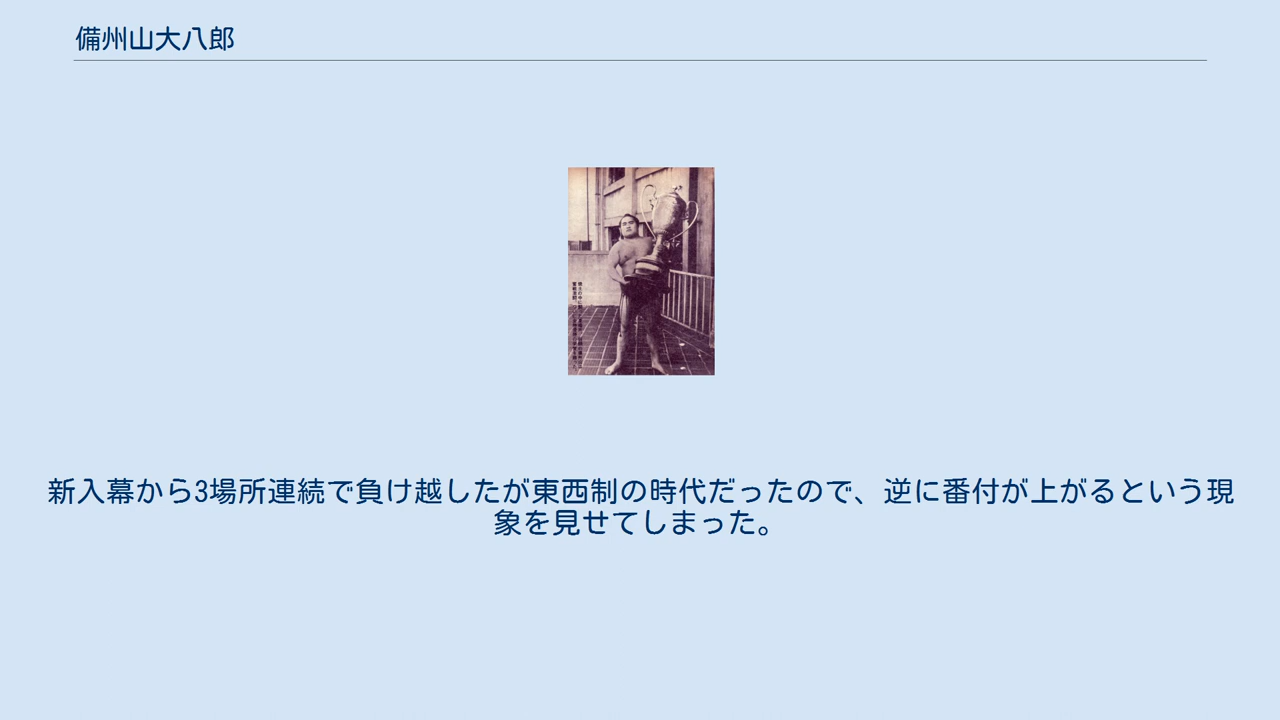 備州山大八郎
新入幕から3場所連続で負け越したが東西制の時代だったので、逆に番付が上がるという現
象を見せてしまった。